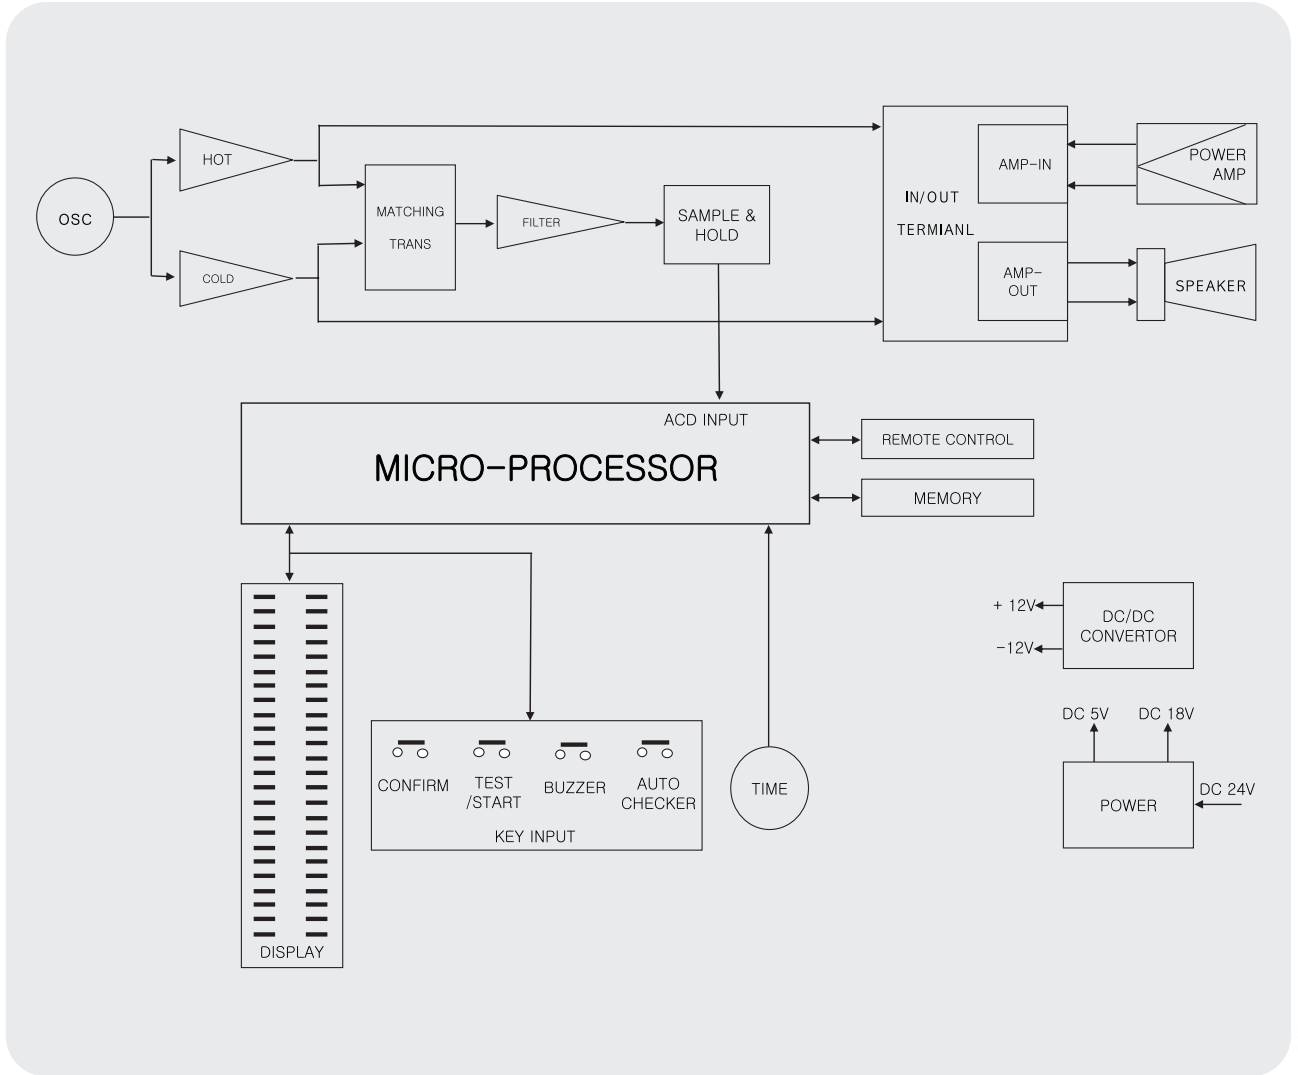 OSC
HOT
COLD
MATCHING
TRANS
FILTER
SAMPLE &
HOLD
IN/OUT
TERMIANL
AMP-IN
AMP-
OUT
POWER
AMP
SPEAKER
ACD INPUT
MICRO-PROCESSOR
REMOTE CONTROL
MEMORY
+ 12V
-12V
DC/DC
CONVERTOR
DC 5V
DC 18V
POWER
DC 24V
DISPLAY
CONFIRM
TEST
/START
BUZZER
AUTO
CHECKER
KEY INPUT
TIME